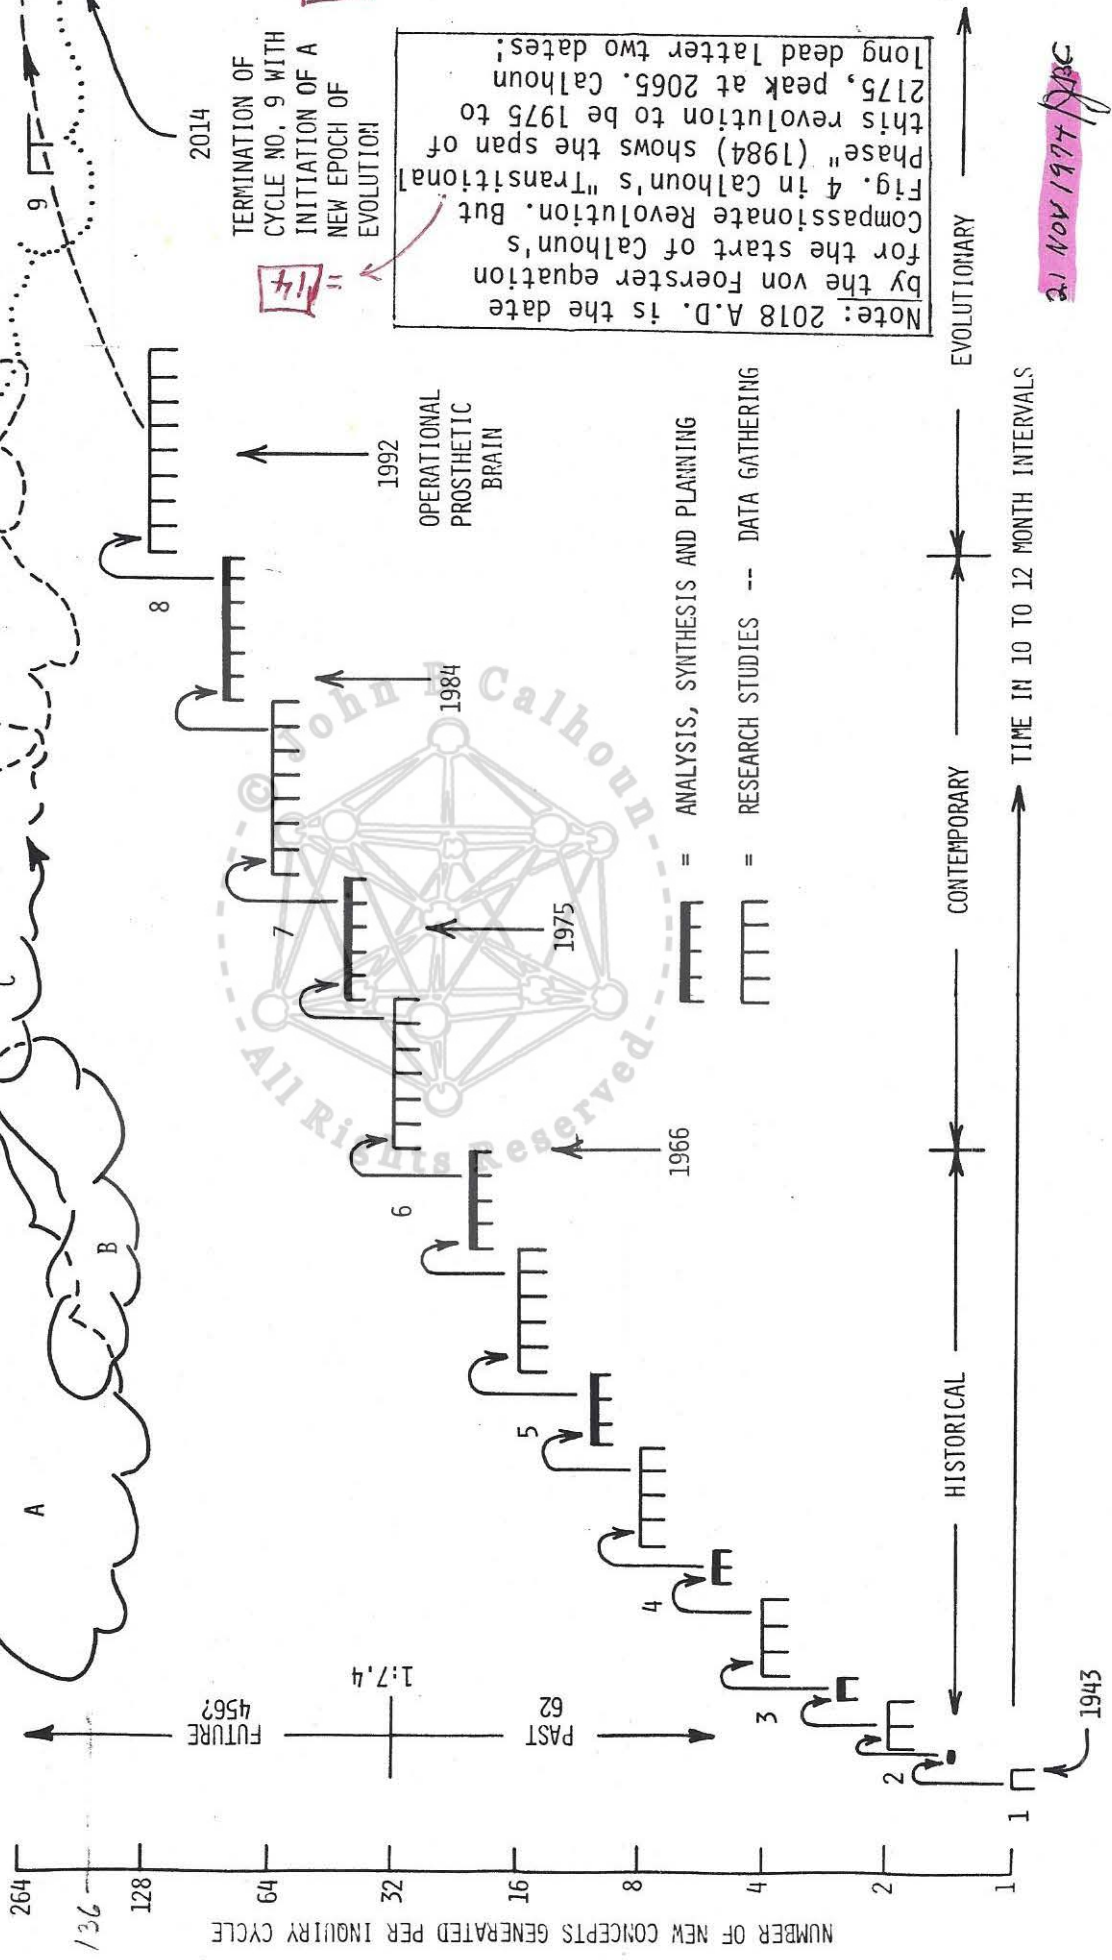 264
136
128
64
32
16
8
4
2
1
NUMBER OF NEW CONCEPTS GENERATED PER INQUIRY CYCLE
FUTURE
456?
1:7.4
PAST
62
A
B
C
1
2
3
4
5
6
7
8
9
1943
1966
1975
1984
1992
OPERATIONAL
PROSTHETIC
BRAIN
2014
TERMINATION OF
CYCLE NO. 9 WITH
INITIATION OF A
NEW EPOCH OF
EVOLUTION
'14 =
Note: 2018 A.D. is the date
by the von Foerster equation
for the start of Calhoun's
Compassionate Revolution. But
Fig. 4 in Calhoun's "Transitional
Phase" (1984) shows the span of
this revolution to be 1975 to
2175, peak at 2065. Calhoun
long dead latter two dates!
= ANALYSIS, SYNTHESIS AND PLANNING
= RESEARCH STUDIES -- DATA GATHERING
HISTORICAL
CONTEMPORARY
EVOLUTIONARY
TIME IN 10 TO 12 MONTH INTERVALS
21 NOV 1974 / JBC
© John B Calhoun
All Rights Reserved